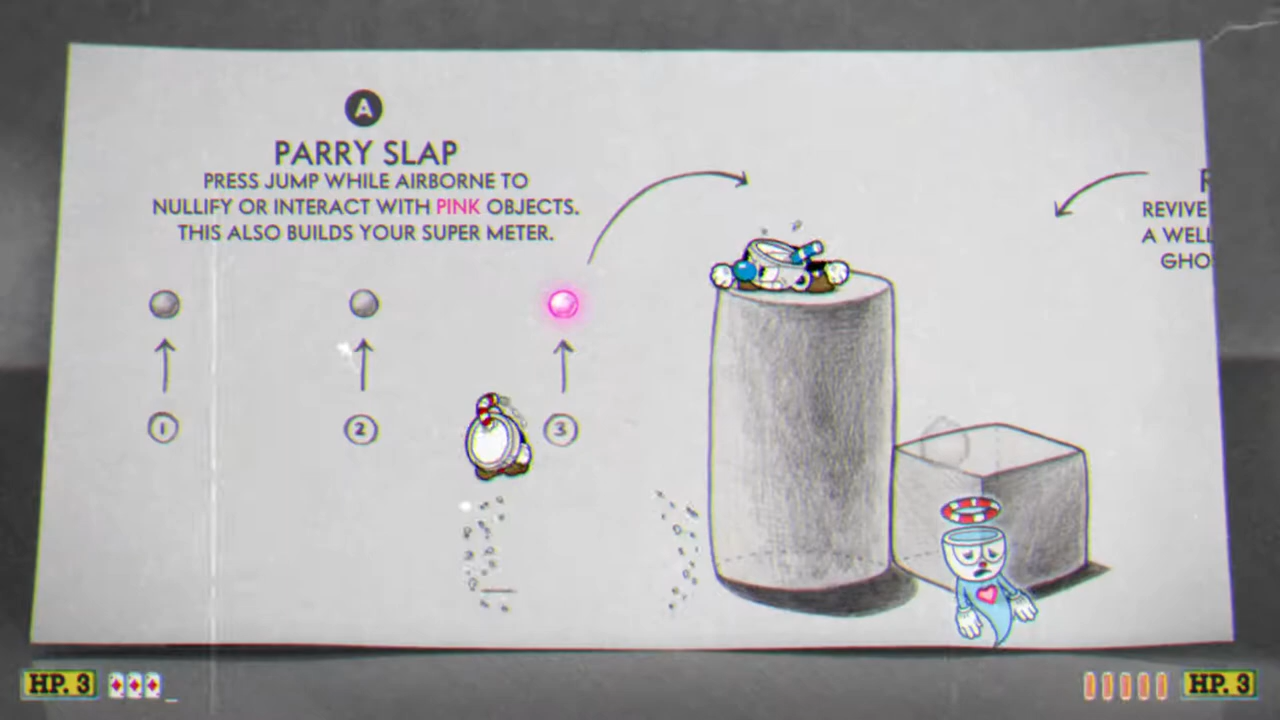 A
PARRY SLAP
PRESS JUMP WHILE AIRBORNE TO
NULLIFY OR INTERACT WITH PINK OBJECTS.
THIS ALSO BUILDS YOUR SUPER METER.
REVIVE
A WELL
GHO
1
2
3
HP. 3
HP. 3